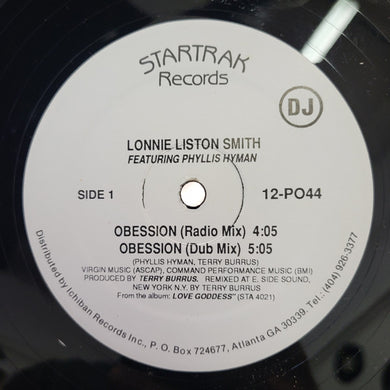 STARTRAK
Records
DJ
LONNIE LISTON SMITH
FEATURING PHYLLIS HYMAN
SIDE 1
12-PO44
OBESSION (Radio Mix) 4:05
OBESSION (Dub Mix) 5:05
(PHYLLIS HYMAN, TERRY BURRUS)
VIRGIN MUSIC (ASCAP), COMMAND PERFORMANCE MUSIC (BMI)
PRODUCED BY TERRY BURRUS. REMIXED AT E. SIDE SOUND,
NEW YORK N.Y. BY TERRY BURRUS
From the album: LOVE GODDESS" (STA 4021)
Distributed by Ichiban Records Inc., P. O. Box 724677, Atlanta GA 30339, Tel.: (404) 926-3377